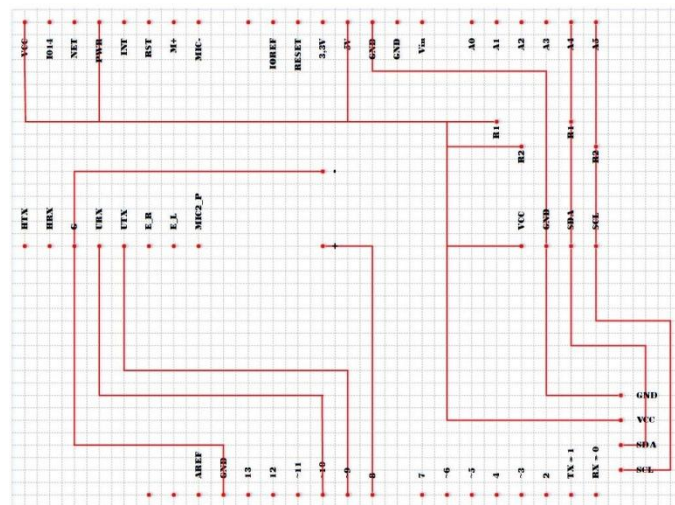 VCC IO14 NET PWR INT RST M+ MIC- IOREF RESET 3,3V 5V GND GND Vin A0 A1 A2 A3 A4 A5
R1 R1
R2 R2
-
HTX HRX G URX UTX E_R E_L MIC2_P VCC GND SDA SCL
+
GND
VCC
SDA
SCL
AREF GND 13 12 ~11 ~10 ~9 8 7 ~6 ~5 4 ~3 2 TX - 1 RX - 0